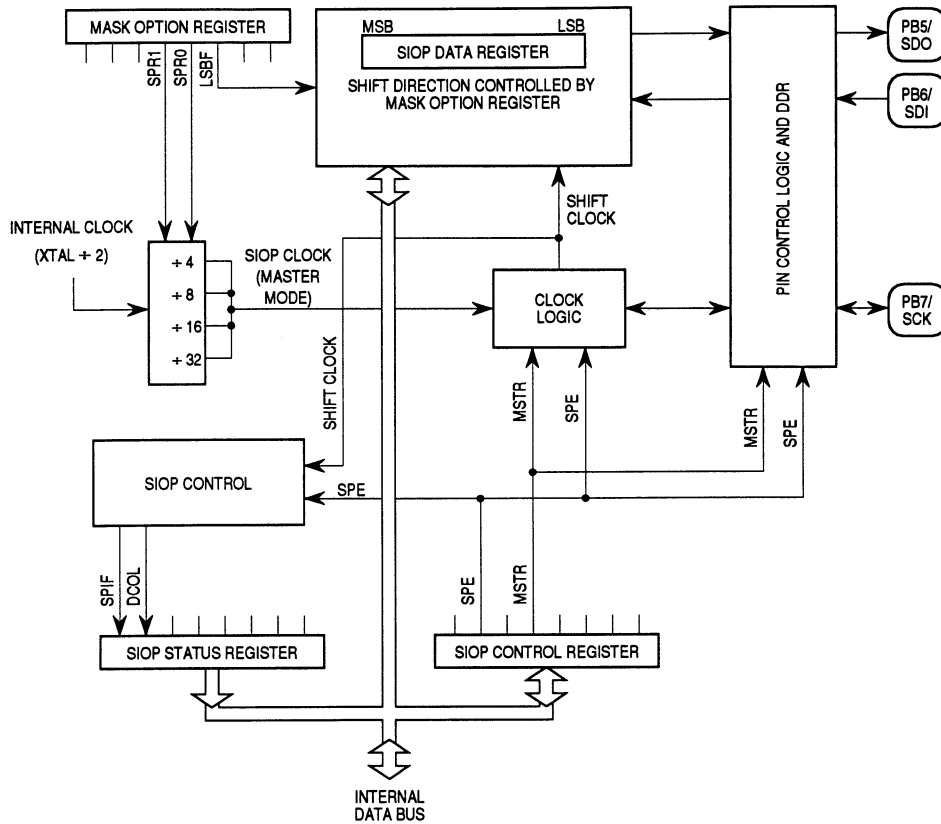 MASK OPTION REGISTER
SPR1
SPR0
LSBF
MSB
LSB
SIOP DATA REGISTER
SHIFT DIRECTION CONTROLLED BY
MASK OPTION REGISTER
PIN CONTROL LOGIC AND DDR
PB5/
SDO
PB6/
SDI
PB7/
SCK
INTERNAL CLOCK
(XTAL ÷ 2)
÷ 4
÷ 8
÷ 16
÷ 32
SIOP CLOCK
(MASTER
MODE)
SHIFT
CLOCK
CLOCK
LOGIC
SHIFT CLOCK
MSTR
SPE
MSTR
SPE
SIOP CONTROL
SPE
SPIF
DCOL
SPE
MSTR
SIOP STATUS REGISTER
SIOP CONTROL REGISTER
INTERNAL
DATA BUS